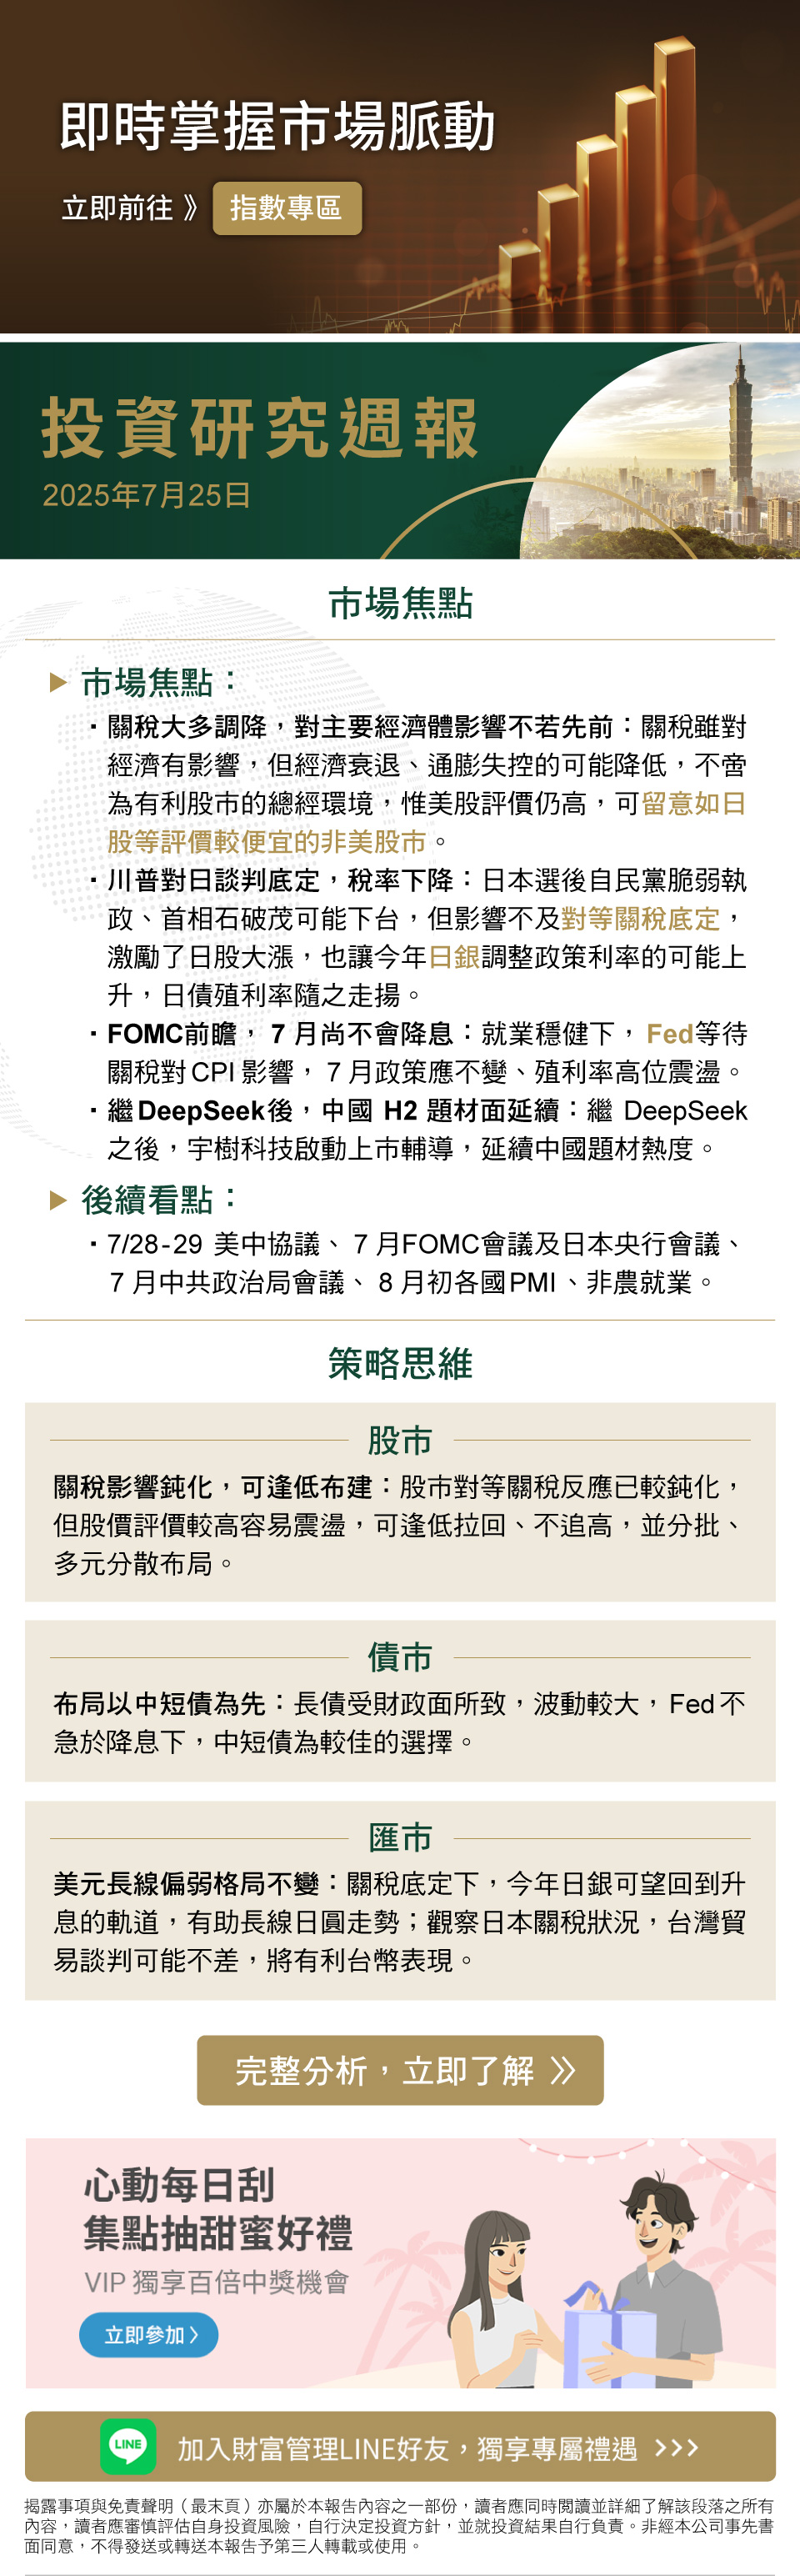 即時掌握市場脈動
立即前往 》 指數專區
投資研究週報
2025年7月25日
市場焦點
▶ 市場焦點：
・關稅大多調降，對主要經濟體影響不若先前：關稅雖對
經濟有影響，但經濟衰退、通膨失控的可能降低，不啻
為有利股市的總經環境，惟美股評價仍高，可留意如日
股等評價較便宜的非美股市。
・川普對日談判底定，稅率下降：日本選後自民黨脆弱執
政、首相石破茂可能下台，但影響不及對等關稅底定，
激勵了日股大漲，也讓今年日銀調整政策利率的可能上
升，日債殖利率隨之走揚。
・FOMC前瞻，7月尚不會降息：就業穩健下，Fed等待
關稅對CPI影響，7月政策應不變、殖利率高位震盪。
・繼DeepSeek後，中國 H2 題材面延續：繼 DeepSeek
之後，宇樹科技啟動上市輔導，延續中國題材熱度。
▶ 後續看點：
・7/28-29 美中協議、7月FOMC會議及日本央行會議、
7月中共政治局會議、8月初各國PMI、非農就業。
策略思維
股市
關稅影響鈍化，可逢低布建：股市對等關稅反應已較鈍化，
但股價評價較高容易震盪，可逢低拉回、不追高，並分批、
多元分散布局。
債市
布局以中短債為先：長債受財政面所致，波動較大，Fed不
急於降息下，中短債為較佳的選擇。
匯市
美元長線偏弱格局不變：關稅底定下，今年日銀可望回到升
息的軌道，有助長線日圓走勢；觀察日本關稅狀況，台灣貿
易談判可能不差，將有利台幣表現。
完整分析，立即了解 》
心動每日刮
集點抽甜蜜好禮
VIP 獨享百倍中獎機會
立即參加 〉
LINE 加入財富管理LINE好友，獨享專屬禮遇 >>>
揭露事項與免責聲明（最末頁）亦屬於本報告內容之一部份，讀者應同時閱讀並詳細了解該段落之所有
內容，讀者應審慎評估自身投資風險，自行決定投資方針，並就投資結果自行負責。非經本公司事先書
面同意，不得發送或轉送本報告予第三人轉載或使用。